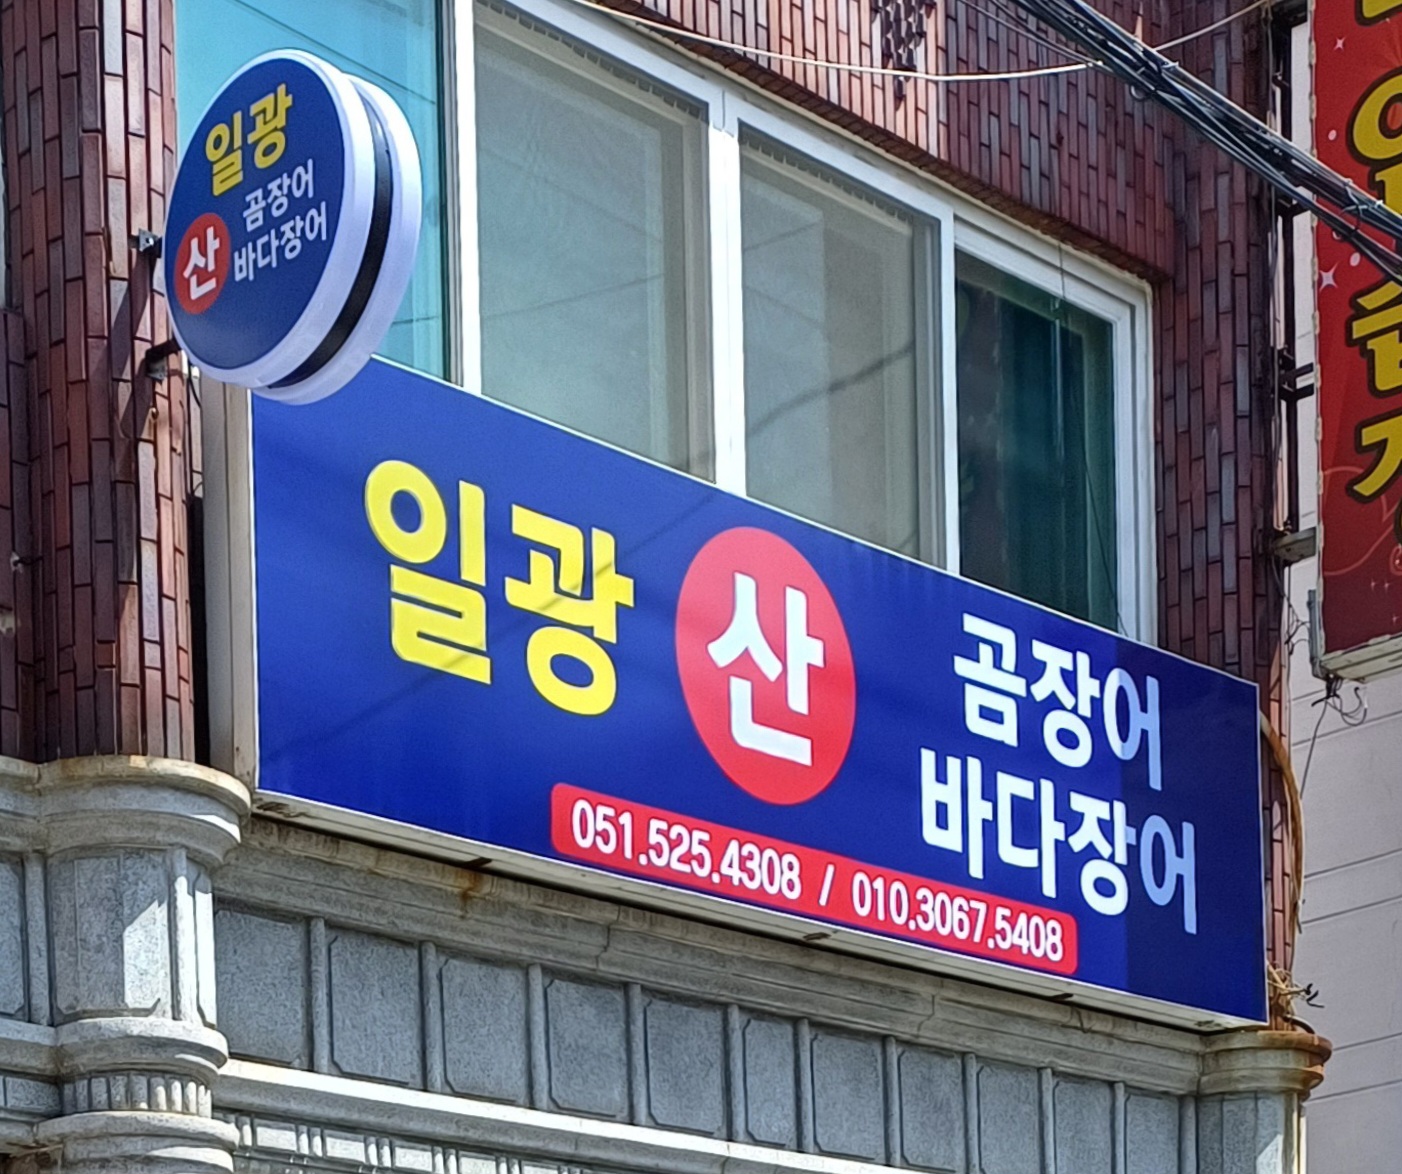 일광
곰장어
산 바다장어
일광 산 곰장어
바다장어
051.525.4308 / 010.3067.5408